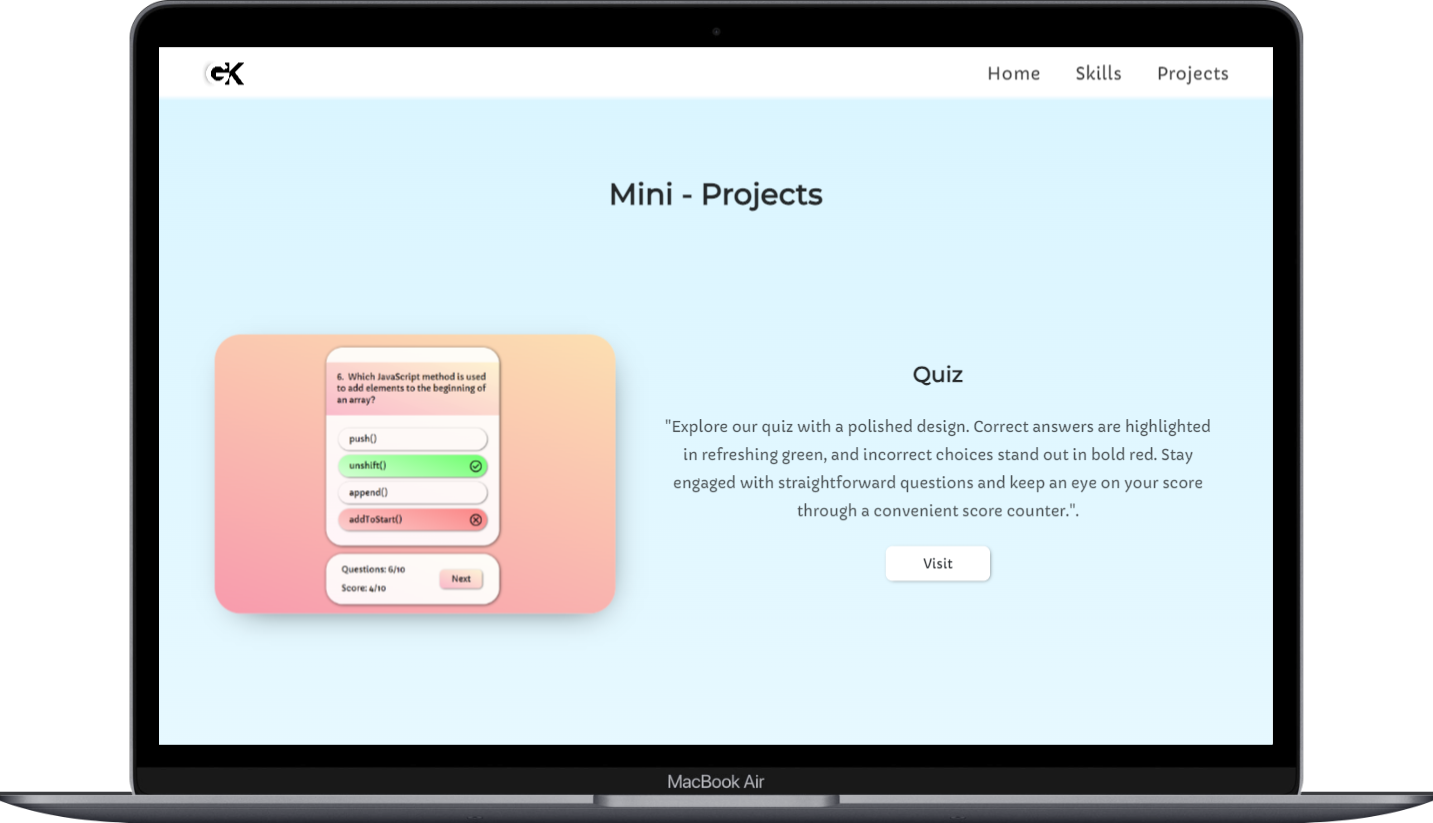 GK
Home Skills Projects
Mini - Projects
6. Which JavaScript method is used
to add elements to the beginning of
an array?
push()
unshift()
append()
addToStart()
Questions: 6/10
Score: 4/10
Next
Quiz
"Explore our quiz with a polished design. Correct answers are highlighted
in refreshing green, and incorrect choices stand out in bold red. Stay
engaged with straightforward questions and keep an eye on your score
through a convenient score counter.".
Visit
MacBook Air